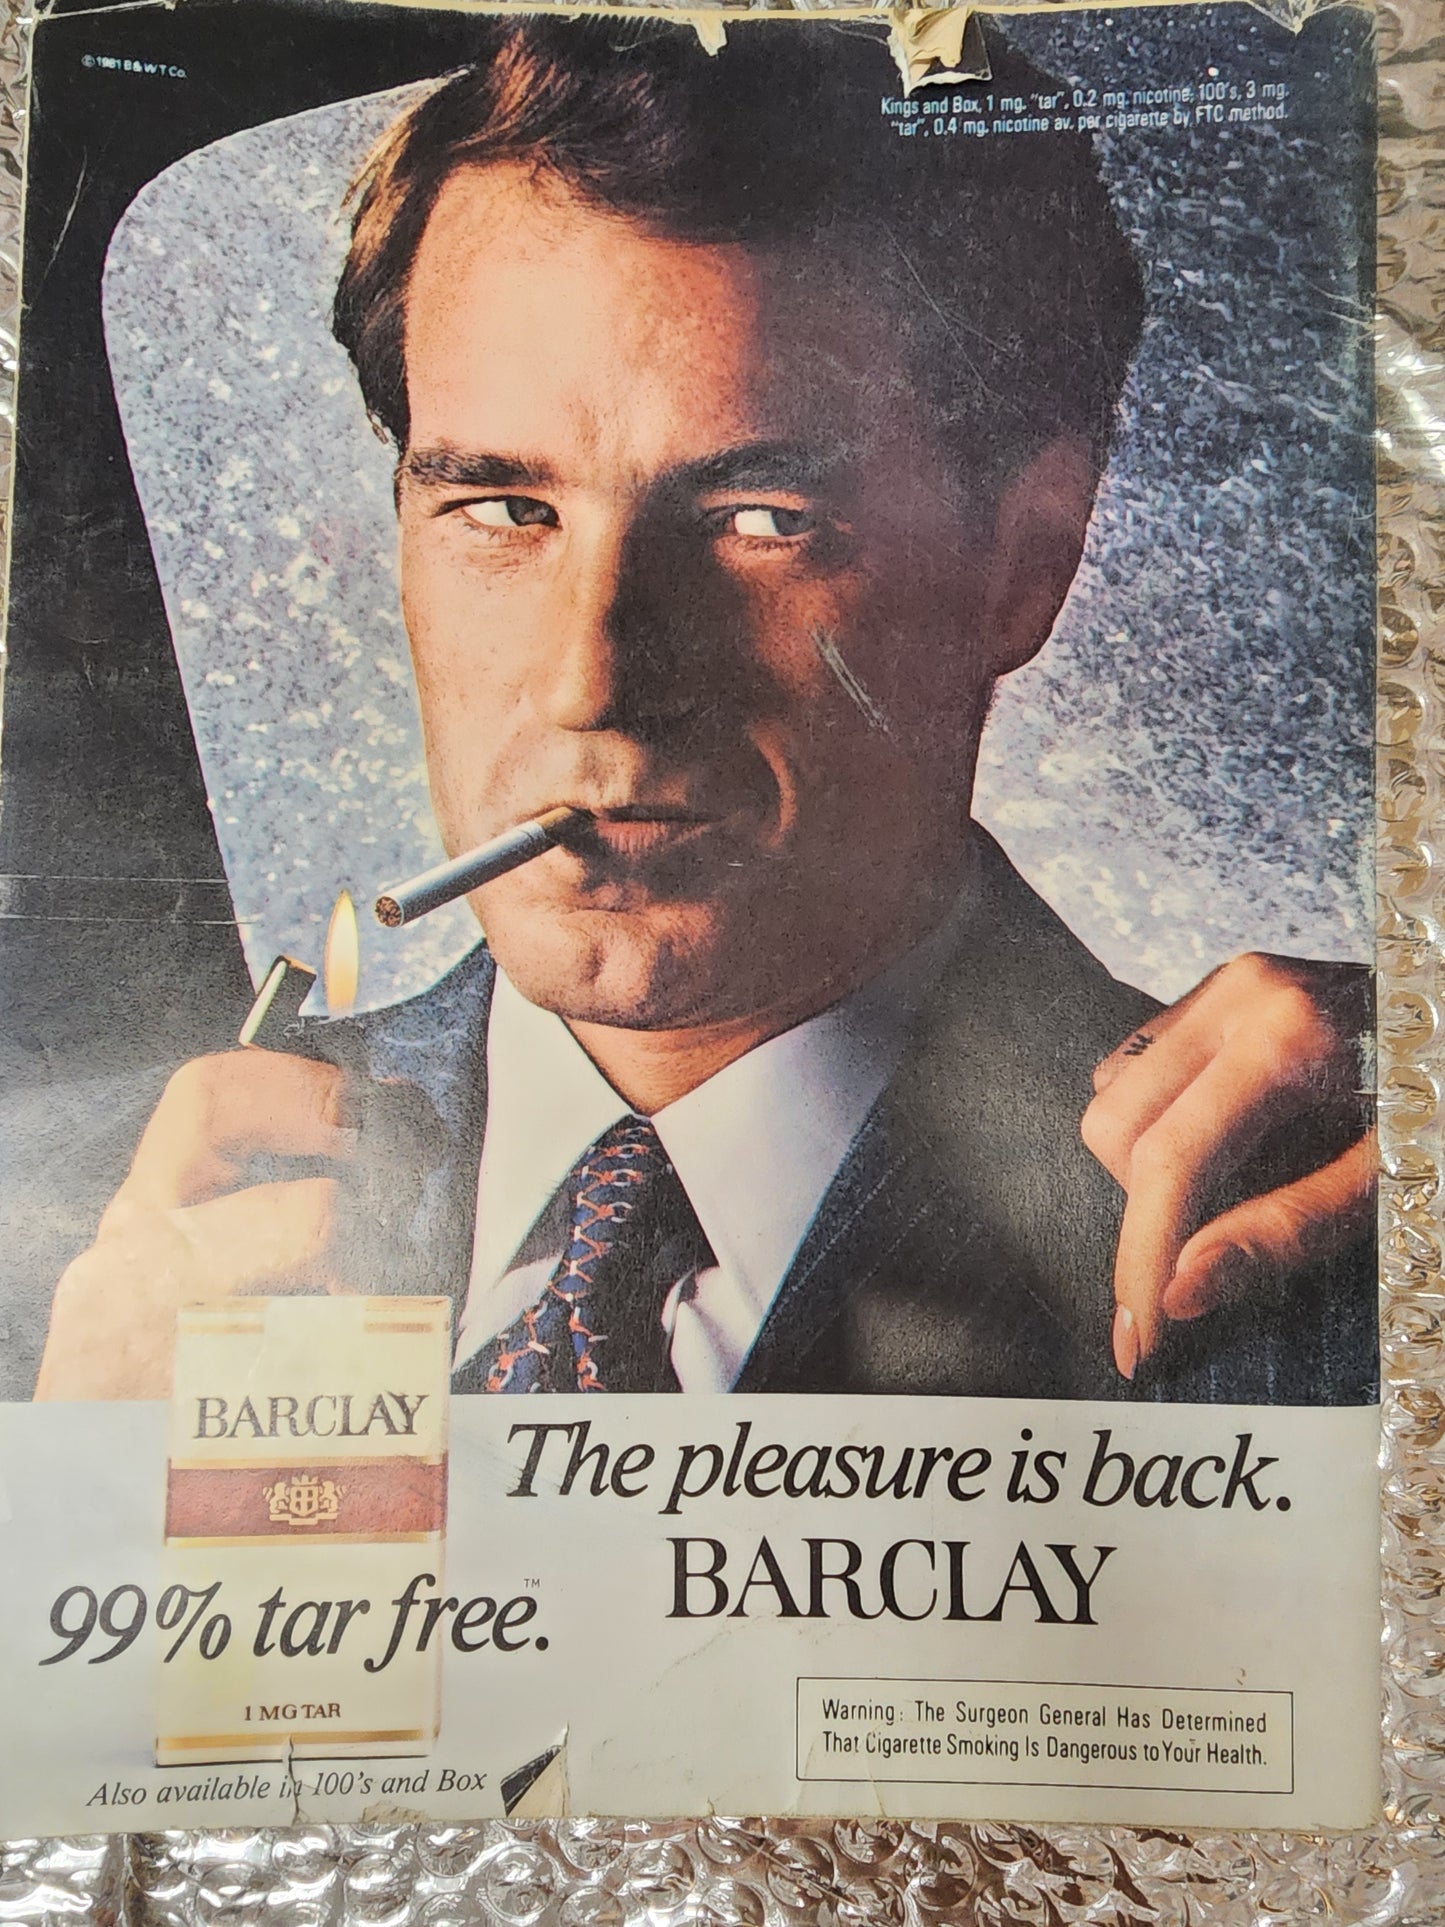 ©1981 B&WT Co.
Kings and Box, 1 mg. "tar", 0.2 mg. nicotine; 100's, 3 mg.
"tar", 0.4 mg. nicotine av. per cigarette by FTC method.
BARCLAY
The pleasure is back.
BARCLAY
99% tar free.™
1 MG TAR
Warning: The Surgeon General Has Determined
That Cigarette Smoking Is Dangerous to Your Health.
Also available in 100's and Box